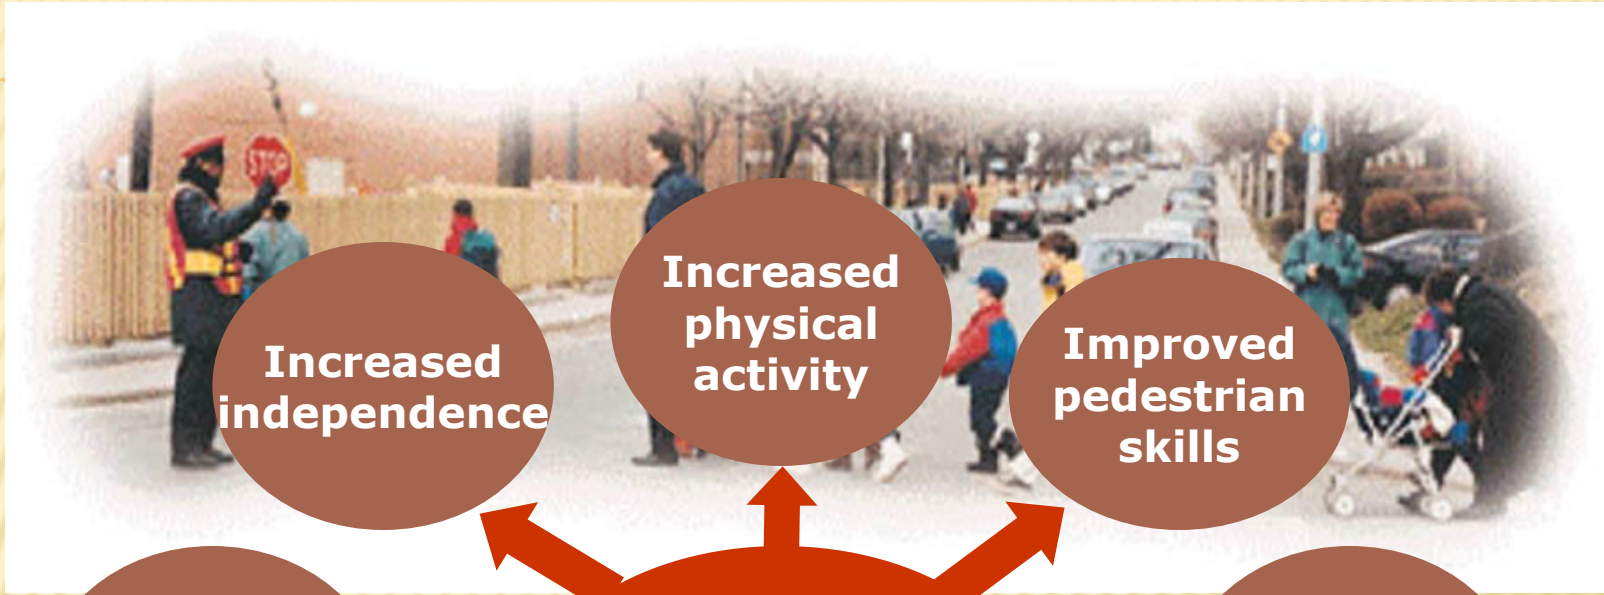 STOP
Increased
independence
Increased
physical
activity
Improved
pedestrian
skills